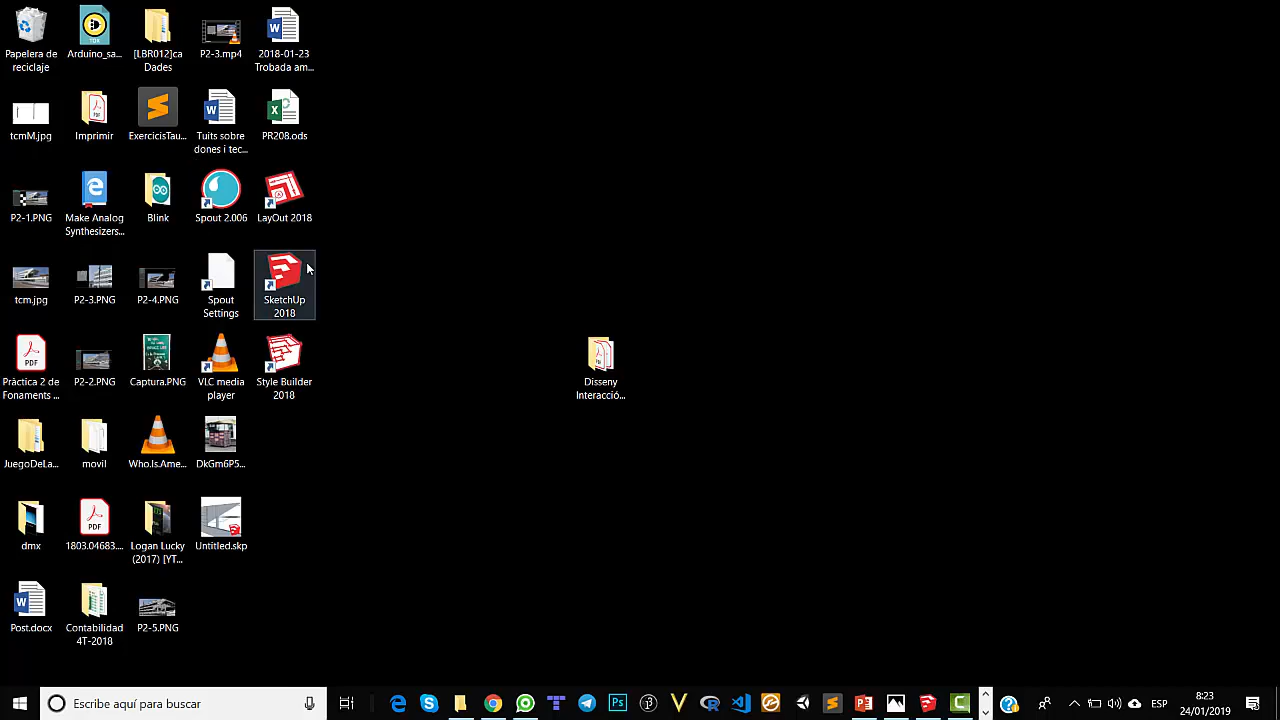 Papelera de
reciclaje
Arduino_sa...
[LBR012]ca
Dades
P2-3.mp4
2018-01-23
Trobada am...
tcmM.jpg
Imprimir
ExercicisTau...
Tuits sobre
dones i tec...
PR208.ods
P2-1.PNG
Make Analog
Synthesizers...
Blink
Spout 2.006
LayOut 2018
tcm.jpg
P2-3.PNG
P2-4.PNG
Spout
Settings
SketchUp
2018
PDF
Pràctica 2 de
Fonaments ...
P2-2.PNG
Captura.PNG
VLC media
player
Style Builder
2018
Disseny
Interacció...
JuegoDeLa...
movil
Who.Is.Ame...
DkGm6P5...
dmx
PDF
1803.04683....
Logan Lucky
(2017) [YT...
Untitled.skp
Post.docx
Contabilidad
4T-2018
P2-5.PNG
Escribe aquí para buscar
ESP
8:23
24/01/2019